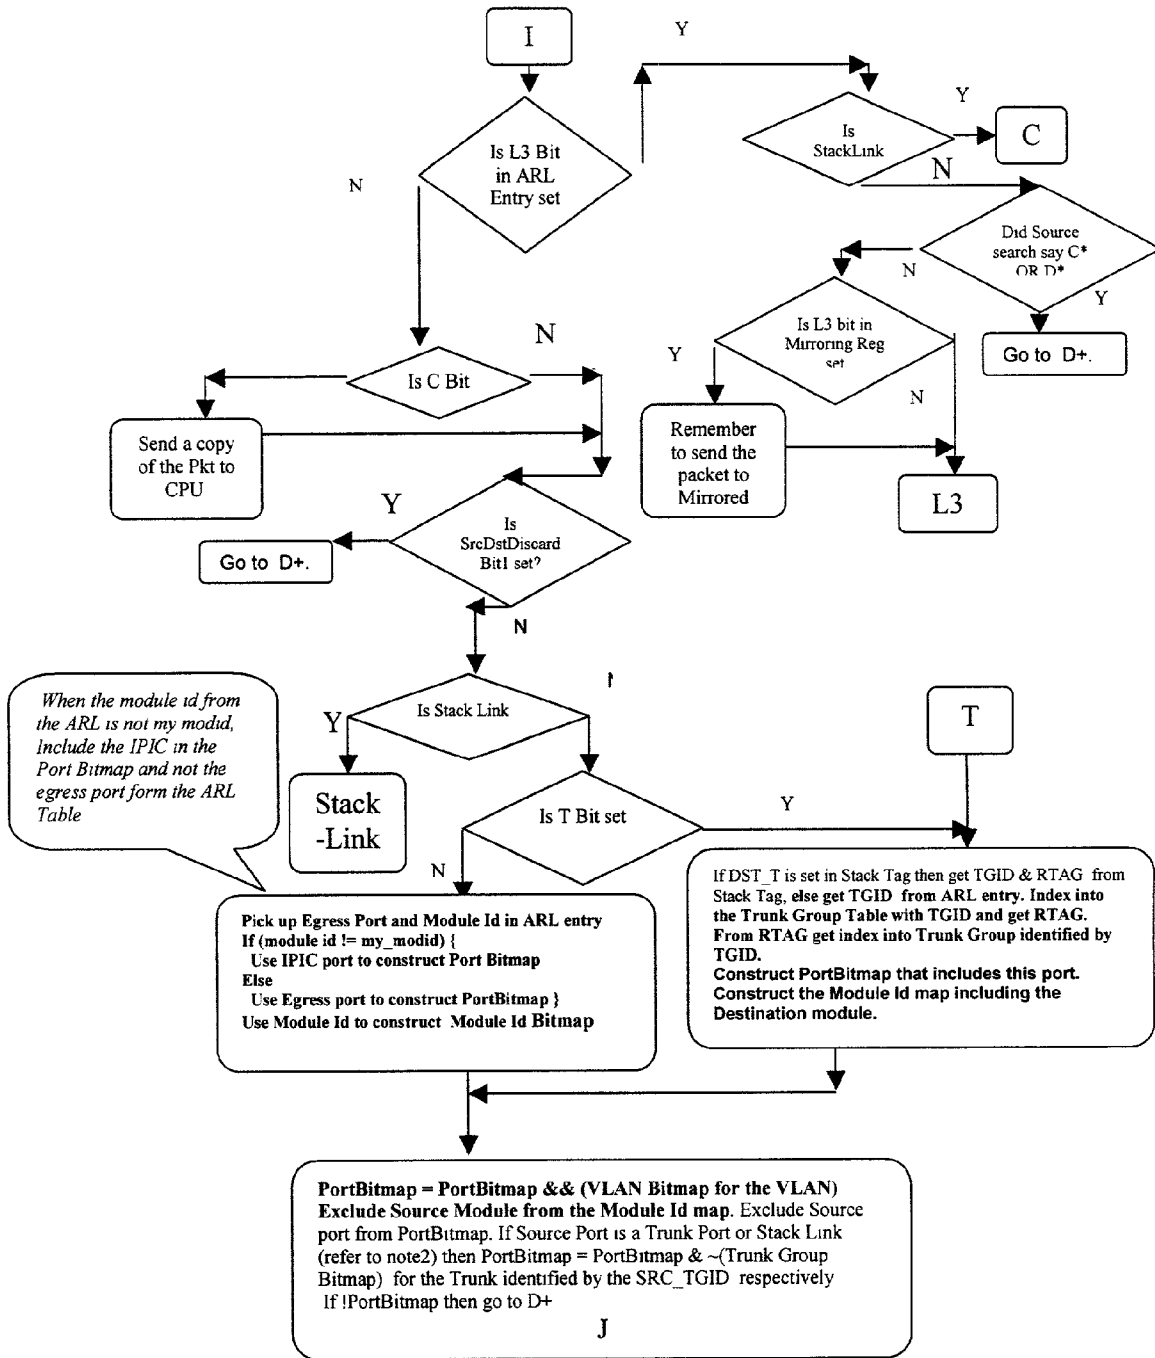 I
Y
Is L3 Bit
in ARL
Entry set
N
Is
StackLink
Y
C
N
Did Source
search say C*
OR D*
N
Y
Go to D+.
Is L3 bit in
Mirroring Reg
set
Y
N
Remember
to send the
packet to
Mirrored
L3
Is C Bit
N
Send a copy
of the Pkt to
CPU
Y
Is
SrcDstDiscard
Bit1 set?
Go to D+.
N
When the module id from
the ARL is not my modid,
include the IPIC in the
Port Bitmap and not the
egress port form the ARL
Table
Is Stack Link
Y
Stack
-Link
T
Is T Bit set
Y
N
Pick up Egress Port and Module Id in ARL entry
If (module id != my_modid) {
Use IPIC port to construct Port Bitmap
Else
Use Egress port to construct PortBitmap }
Use Module Id to construct Module Id Bitmap
If DST_T is set in Stack Tag then get TGID & RTAG from
Stack Tag, else get TGID from ARL entry. Index into
the Trunk Group Table with TGID and get RTAG.
From RTAG get index into Trunk Group identified by
TGID.
Construct PortBitmap that includes this port.
Construct the Module Id map including the
Destination module.
PortBitmap = PortBitmap && (VLAN Bitmap for the VLAN)
Exclude Source Module from the Module Id map. Exclude Source
port from PortBitmap. If Source Port is a Trunk Port or Stack Link
(refer to note2) then PortBitmap = PortBitmap & ~(Trunk Group
Bitmap) for the Trunk identified by the SRC_TGID respectively
If !PortBitmap then go to D+
J